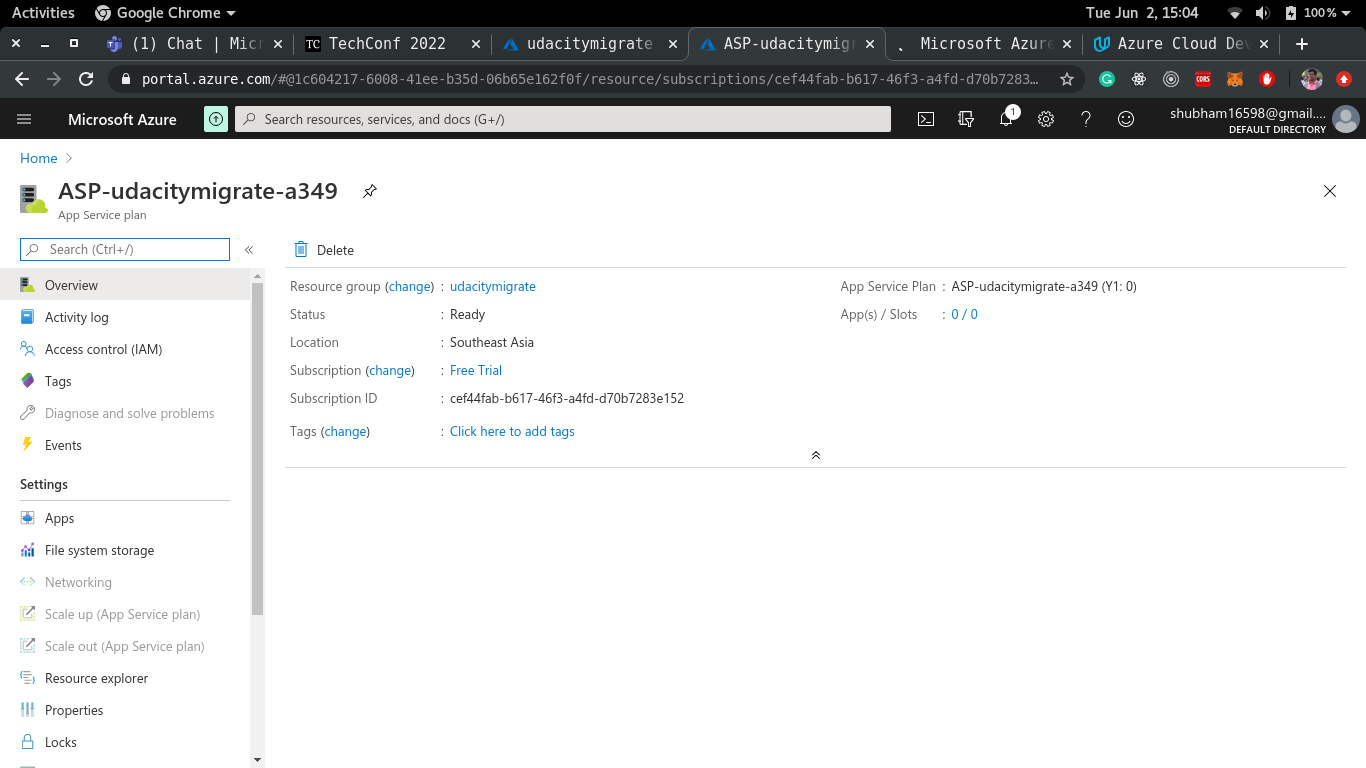 Activities Google Chrome Tue Jun 2, 15:04 100%
(1) Chat | Micr TechConf 2022 udacitymigrate ASP-udacitymigr Microsoft Azure Azure Cloud Dev
portal.azure.com/#@1c604217-6008-41ee-b35d-06b65e162f0f/resource/subscriptions/cef44fab-b617-46f3-a4fd-d70b7283...
Microsoft Azure Search resources, services, and docs (G+/) 1 shubham16598@gmail....
DEFAULT DIRECTORY
Home
ASP-udacitymigrate-a349
App Service plan
Search (Ctrl+/) Delete
Overview Resource group (change) : udacitymigrate App Service Plan : ASP-udacitymigrate-a349 (Y1: 0)
Activity log Status : Ready App(s) / Slots : 0 / 0
Access control (IAM) Location : Southeast Asia
Tags Subscription (change) : Free Trial
Diagnose and solve problems Subscription ID : cef44fab-b617-46f3-a4fd-d70b7283e152
Events Tags (change) : Click here to add tags
Settings
Apps
File system storage
Networking
Scale up (App Service plan)
Scale out (App Service plan)
Resource explorer
Properties
Locks